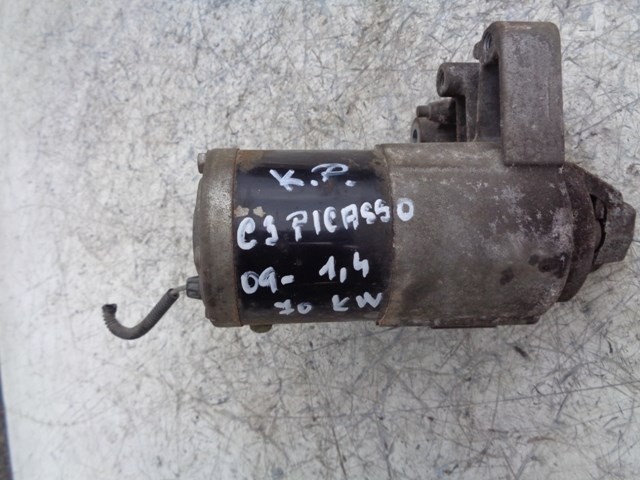 K.P.
C3 PICASSO
09- 1,4
70 KW